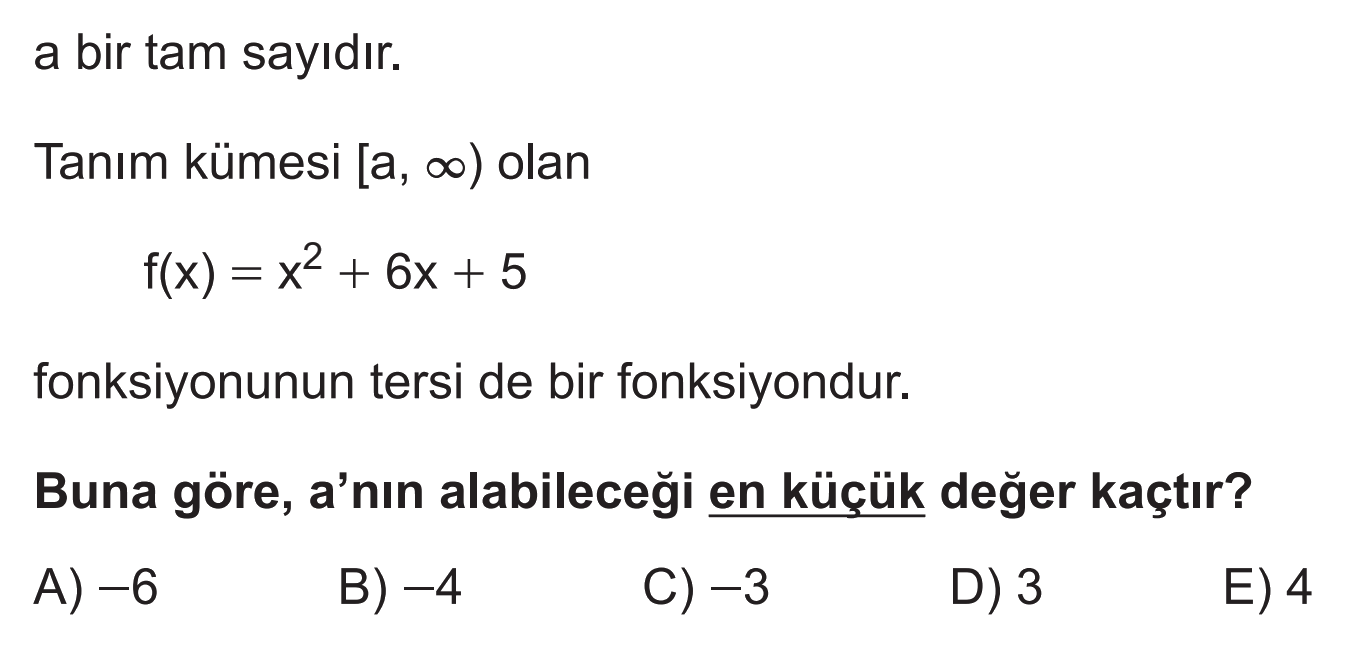 a bir tam sayıdır.
Tanım kümesi [a, ∞) olan
f(x) = x² + 6x + 5
fonksiyonunun tersi de bir fonksiyondur.
Buna göre, a’nın alabileceği en küçük değer kaçtır?
A) –6 B) –4 C) –3 D) 3 E) 4